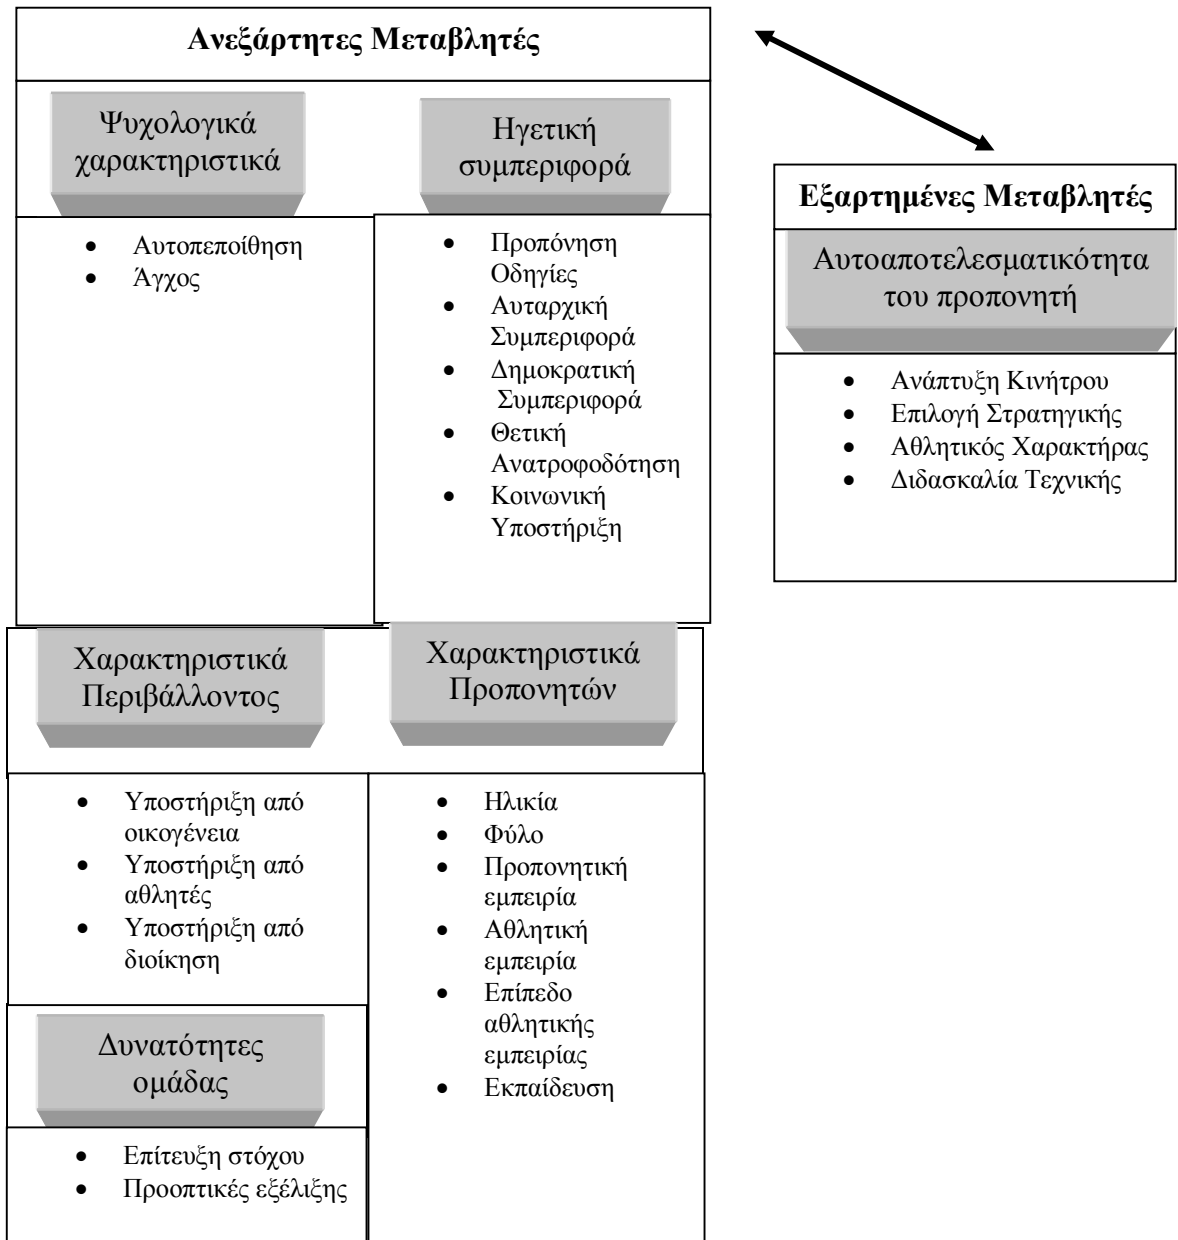 Ανεξάρτητες Μεταβλητές
Ψυχολογικά
χαρακτηριστικά
Ηγετική
συμπεριφορά
• Αυτοπεποίθηση
• Άγχος
• Προπόνηση
Οδηγίες
• Αυταρχική
Συμπεριφορά
• Δημοκρατική
Συμπεριφορά
• Θετική
Ανατροφοδότηση
• Κοινωνική
Υποστήριξη
Εξαρτημένες Μεταβλητές
Αυτοαποτελεσματικότητα
του προπονητή
• Ανάπτυξη Κινήτρου
• Επιλογή Στρατηγικής
• Αθλητικός Χαρακτήρας
• Διδασκαλία Τεχνικής
Χαρακτηριστικά
Περιβάλλοντος
Χαρακτηριστικά
Προπονητών
• Υποστήριξη από
οικογένεια
• Υποστήριξη από
αθλητές
• Υποστήριξη από
διοίκηση
• Ηλικία
• Φύλο
• Προπονητική
εμπειρία
• Αθλητική
εμπειρία
• Επίπεδο
αθλητικής
εμπειρίας
• Εκπαίδευση
Δυνατότητες
ομάδας
• Επίτευξη στόχου
• Προοπτικές εξέλιξης